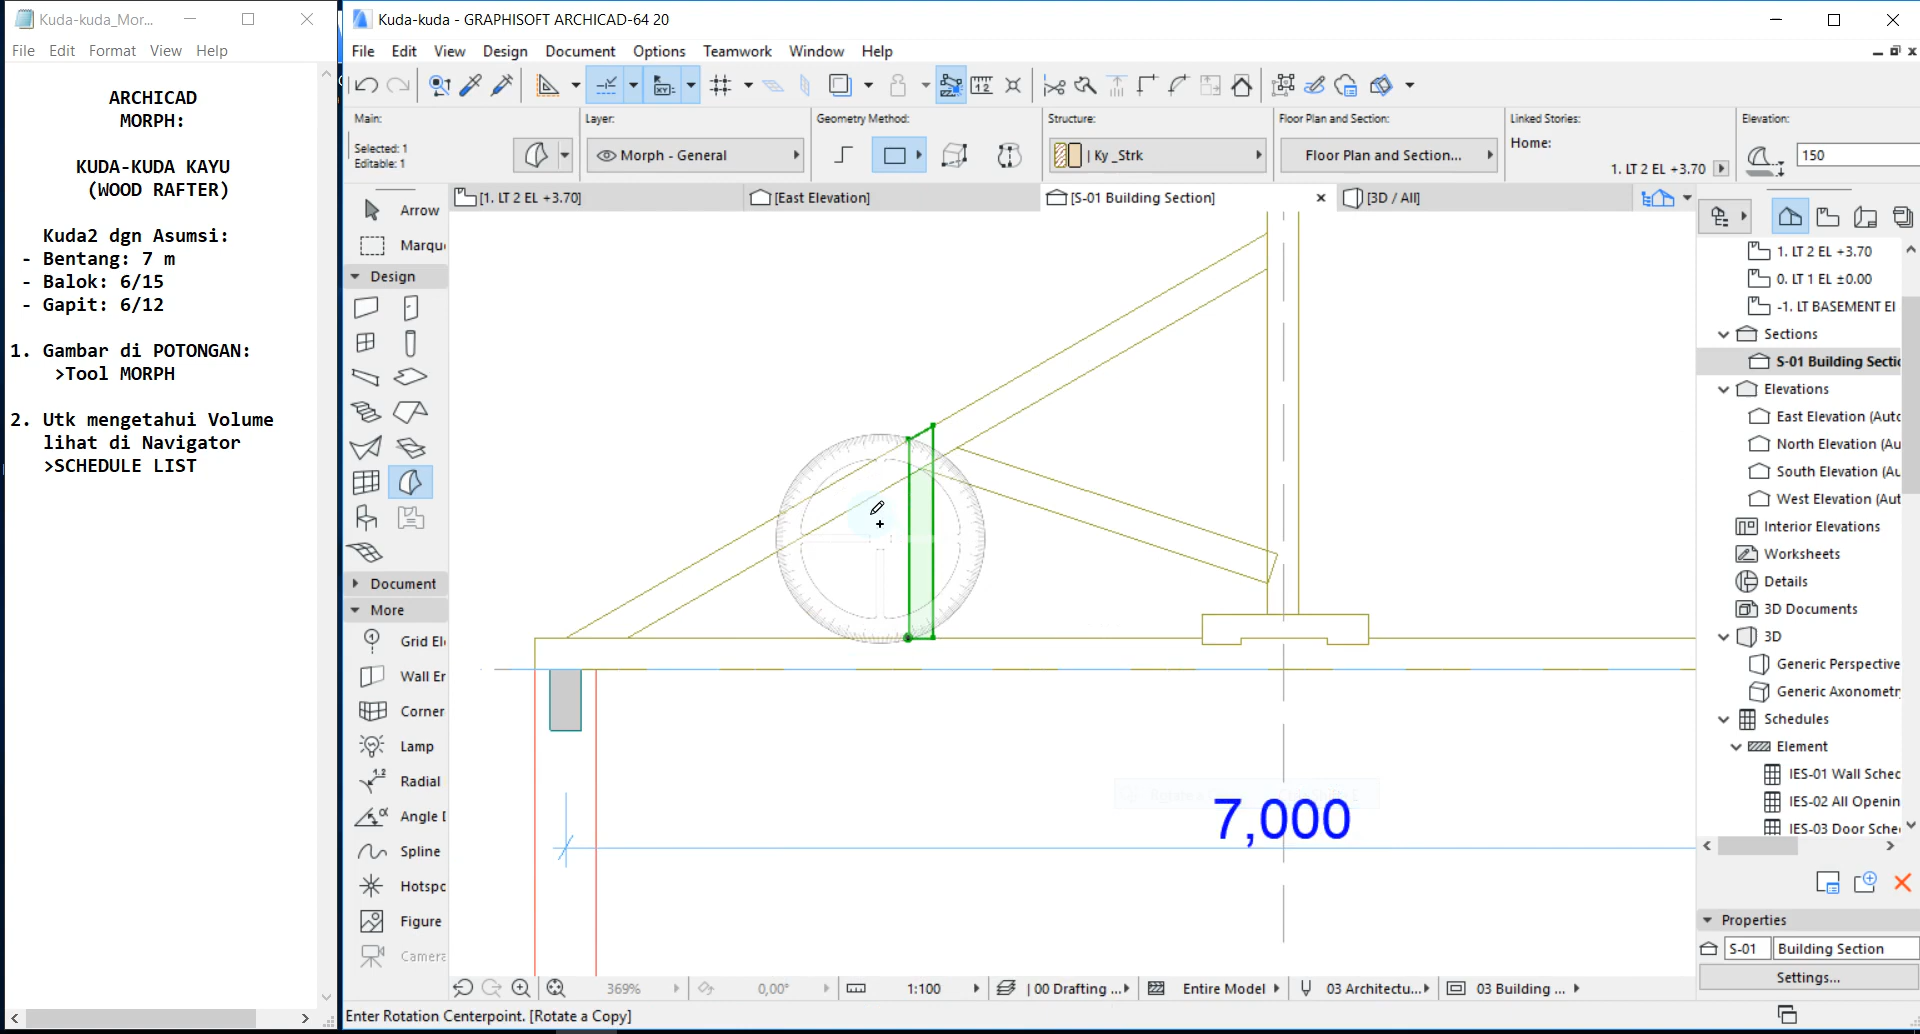 Kuda-kuda_Mor...
File Edit Format View Help
ARCHICAD
MORPH:
KUDA-KUDA KAYU
(WOOD RAFTER)
Kuda2 dgn Asumsi:
- Bentang: 7 m
- Balok: 6/15
- Gapit: 6/12
1. Gambar di POTONGAN:
>Tool MORPH
2. Utk mengetahui Volume
lihat di Navigator
>SCHEDULE LIST
Kuda-kuda - GRAPHISOFT ARCHICAD-64 20
File Edit View Design Document Options Teamwork Window Help
Main:
Selected: 1
Editable: 1
Layer:
Morph - General
Geometry Method:
Structure:
| Ky _Strk
Floor Plan and Section:
Floor Plan and Section...
Linked Stories:
Home:
1. LT 2 EL +3.70
Elevation:
150
[1. LT 2 EL +3.70]
[East Elevation]
[S-01 Building Section]
[3D / All]
Arrow
Marqu
Design
Document
More
Grid El
Wall Er
Corner
Lamp
1.2
Radial
Angle D
Spline
Hotspo
Figure
Camera
7,000
1. LT 2 EL +3.70
0. LT 1 EL ±0.00
-1. LT BASEMENT El
Sections
S-01 Building Sectio
Elevations
East Elevation (Auto
North Elevation (Au
South Elevation (Au
West Elevation (Aut
Interior Elevations
Worksheets
Details
3D Documents
3D
Generic Perspective
Generic Axonometr
Schedules
Element
IES-01 Wall Sched
IES-02 All Openin
IES-03 Door Sche
Properties
S-01
Building Section
Settings...
369%
0,00°
1:100
| 00 Drafting ...
Entire Model
03 Architectu...
03 Building ...
Enter Rotation Centerpoint. [Rotate a Copy]